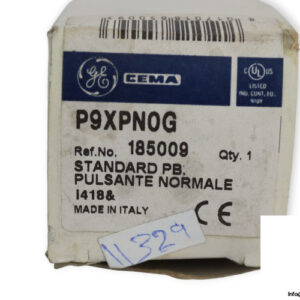 GE CEMA
C UL US
LISTED
IND. CONT. EQ.
P9XPN0G
Ref.No. 185009 Qty. 1
STANDARD PB.
PULSANTE NORMALE
I418&
MADE IN ITALY CE
11329